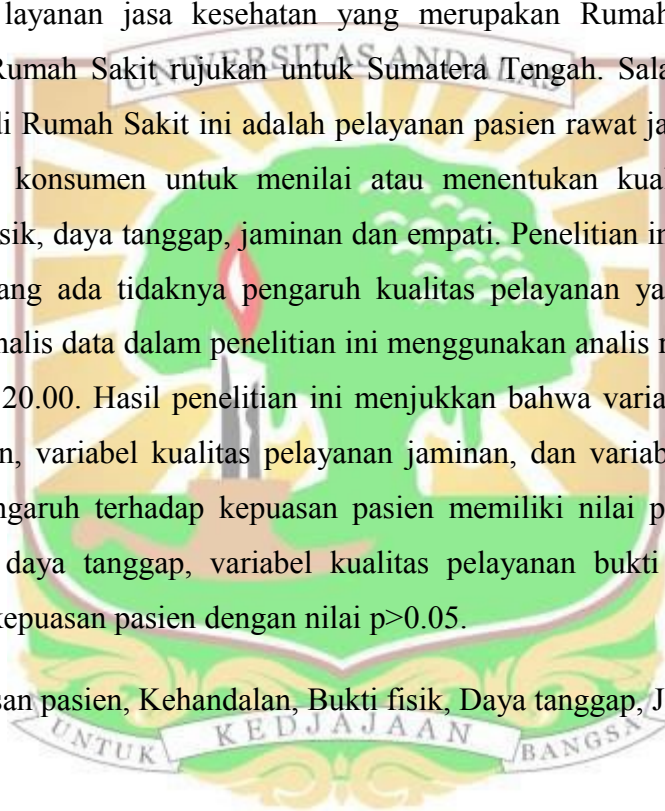 layanan jasa kesehatan yang merupakan Rumah
UNIVERSITAS ANDALAS
Rumah Sakit rujukan untuk Sumatera Tengah. Sala
di Rumah Sakit ini adalah pelayanan pasien rawat ja
konsumen untuk menilai atau menentukan kua
sik, daya tanggap, jaminan dan empati. Penelitian in
ang ada tidaknya pengaruh kualitas pelayanan ya
nalis data dalam penelitian ini menggunakan analis
20.00. Hasil penelitian ini menjukkan bahwa varia
n, variabel kualitas pelayanan jaminan, dan variab
ngaruh terhadap kepuasan pasien memiliki nilai p
daya tanggap, variabel kualitas pelayanan bukti
kepuasan pasien dengan nilai p>0.05.
san pasien, Kehandalan, Bukti fisik, Daya tanggap, J
UNTUK KEDJAJAAN BANGSA